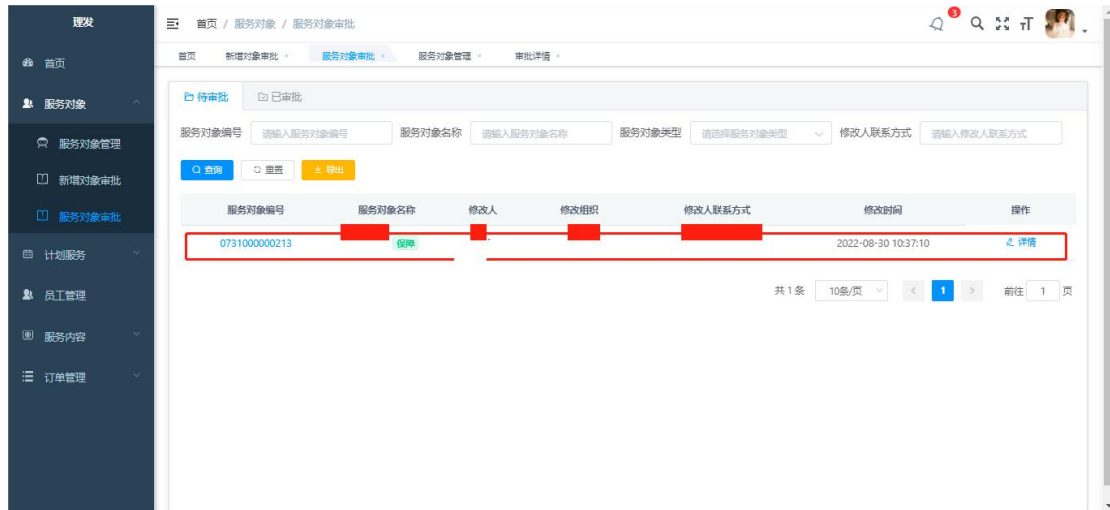 理发
首页 / 服务对象 / 服务对象审批
3
首页
新增对象审批
服务对象审批
服务对象管理
审批详情
首页
服务对象
服务对象管理
新增对象审批
服务对象审批
计划服务
员工管理
服务内容
订单管理
待审批
已审批
服务对象编号 请输入服务对象编号 服务对象名称 请输入服务对象名称 服务对象类型 请选择服务对象类型 修改人联系方式 请输入修改人联系方式
查询 重置 导出
服务对象编号 服务对象名称 修改人 修改组织 修改人联系方式 修改时间 操作
0731000000213 保障 2022-08-30 10:37:10 详情
共 1 条 10条/页 < 1 > 前往 1 页